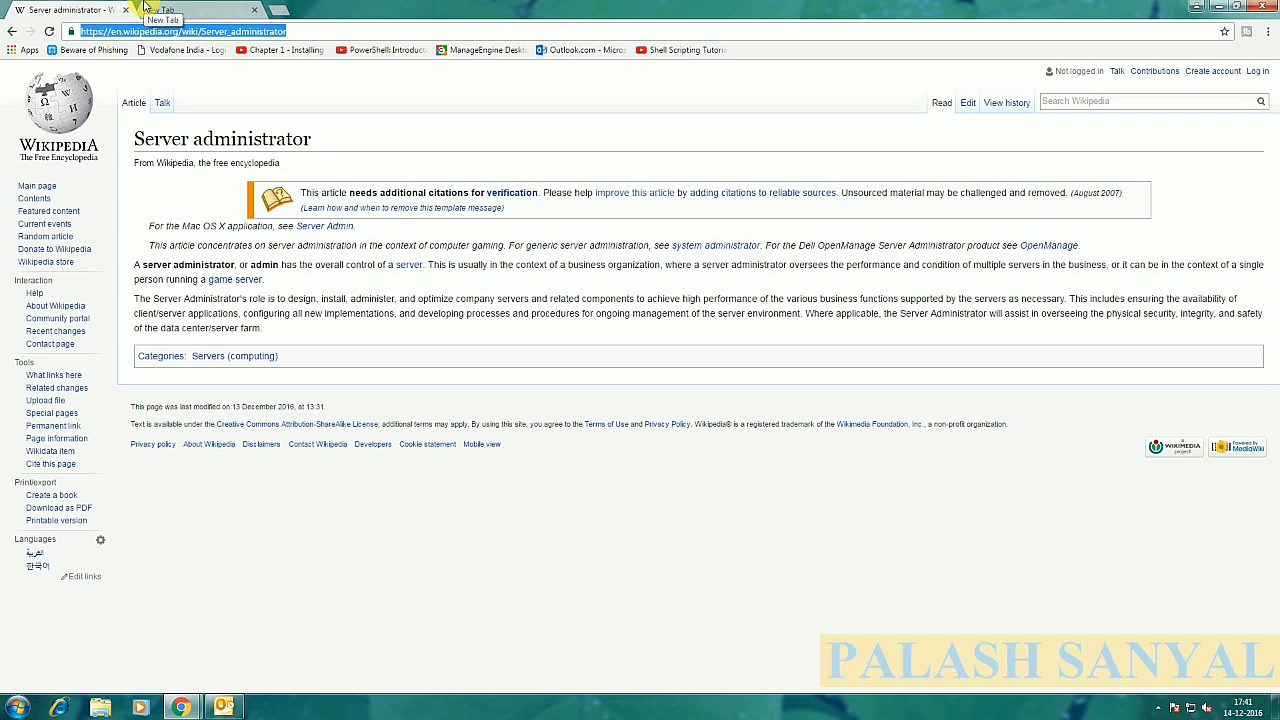 Server administrator - W
New Tab
New Tab
https://en.wikipedia.org/wiki/Server_administrator
Apps
Beware of Phishing
Vodafone India - Log
Chapter 1 - Installing
PowerShell: Introduct
ManageEngine Desk
Outlook.com - Micros
Shell Scripting Tutoria
Not logged in Talk Contributions Create account Log in
Article Talk Read Edit View history Search Wikipedia
WIKIPEDIA
The Free Encyclopedia
Main page
Contents
Featured content
Current events
Random article
Donate to Wikipedia
Wikipedia store
Interaction
Help
About Wikipedia
Community portal
Recent changes
Contact page
Tools
What links here
Related changes
Upload file
Special pages
Permanent link
Page information
Wikidata item
Cite this page
Print/export
Create a book
Download as PDF
Printable version
Languages
العربية
한국어
Edit links
Server administrator
From Wikipedia, the free encyclopedia
This article needs additional citations for verification. Please help improve this article by adding citations to reliable sources. Unsourced material may be challenged and removed. (August 2007)
(Learn how and when to remove this template message)
For the Mac OS X application, see Server Admin.
This article concentrates on server administration in the context of computer gaming. For generic server administration, see system administrator. For the Dell OpenManage Server Administrator product see OpenManage.
A server administrator, or admin has the overall control of a server. This is usually in the context of a business organization, where a server administrator oversees the performance and condition of multiple servers in the business, or it can be in the context of a single
person running a game server.
The Server Administrator's role is to design, install, administer, and optimize company servers and related components to achieve high performance of the various business functions supported by the servers as necessary. This includes ensuring the availability of
client/server applications, configuring all new implementations, and developing processes and procedures for ongoing management of the server environment. Where applicable, the Server Administrator will assist in overseeing the physical security, integrity, and safety
of the data center/server farm.
Categories: Servers (computing)
This page was last modified on 13 December 2016, at 13:31.
Text is available under the Creative Commons Attribution-ShareAlike License; additional terms may apply. By using this site, you agree to the Terms of Use and Privacy Policy. Wikipedia® is a registered trademark of the Wikimedia Foundation, Inc., a non-profit organization.
Privacy policy About Wikipedia Disclaimers Contact Wikipedia Developers Cookie statement Mobile view
A WIKIMEDIA project
Powered By MediaWiki
PALASH SANYAL
17:41
14-12-2016